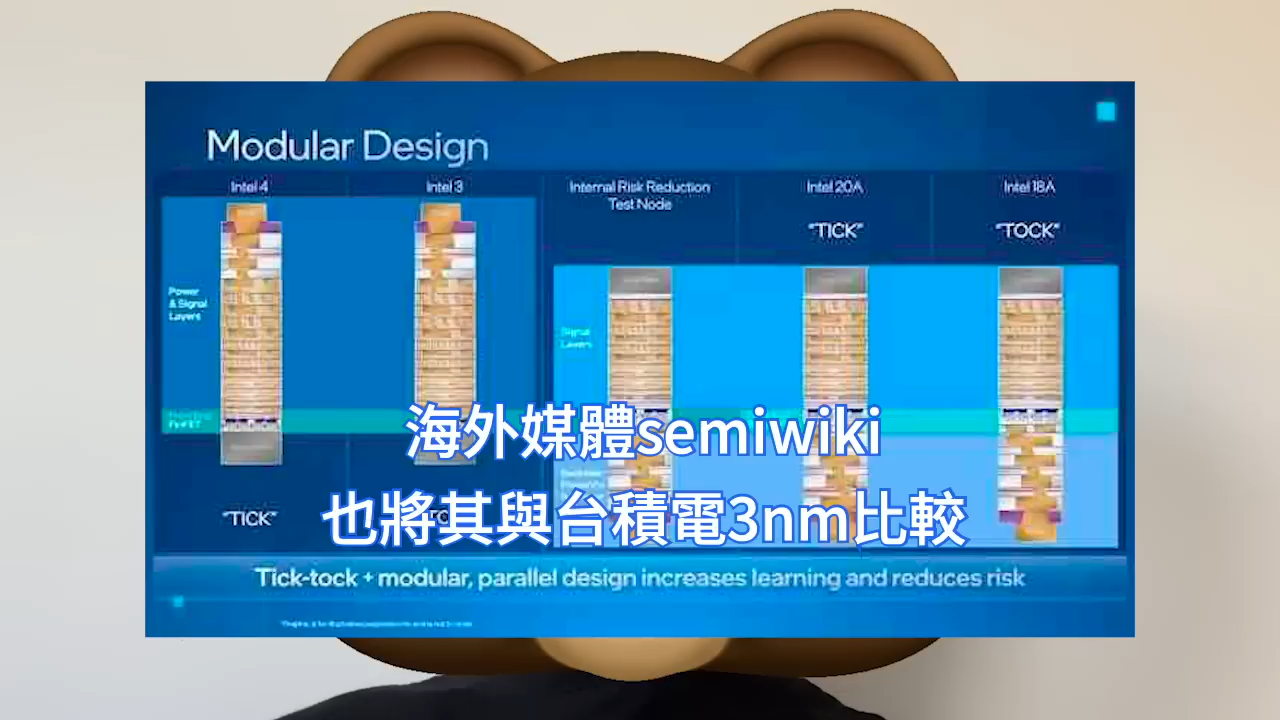 Modular Design
Intel 4
Intel 3
Internal Risk Reduction
Test Node
Intel 20A
Intel 18A
"TICK"
"TOCK"
Power
& Signal
Layers
Signal
Layers
海外媒體semiwiki
也將其與台積電3nm比較
"TICK"
Tick-tock + modular, parallel design increases learning and reduces risk